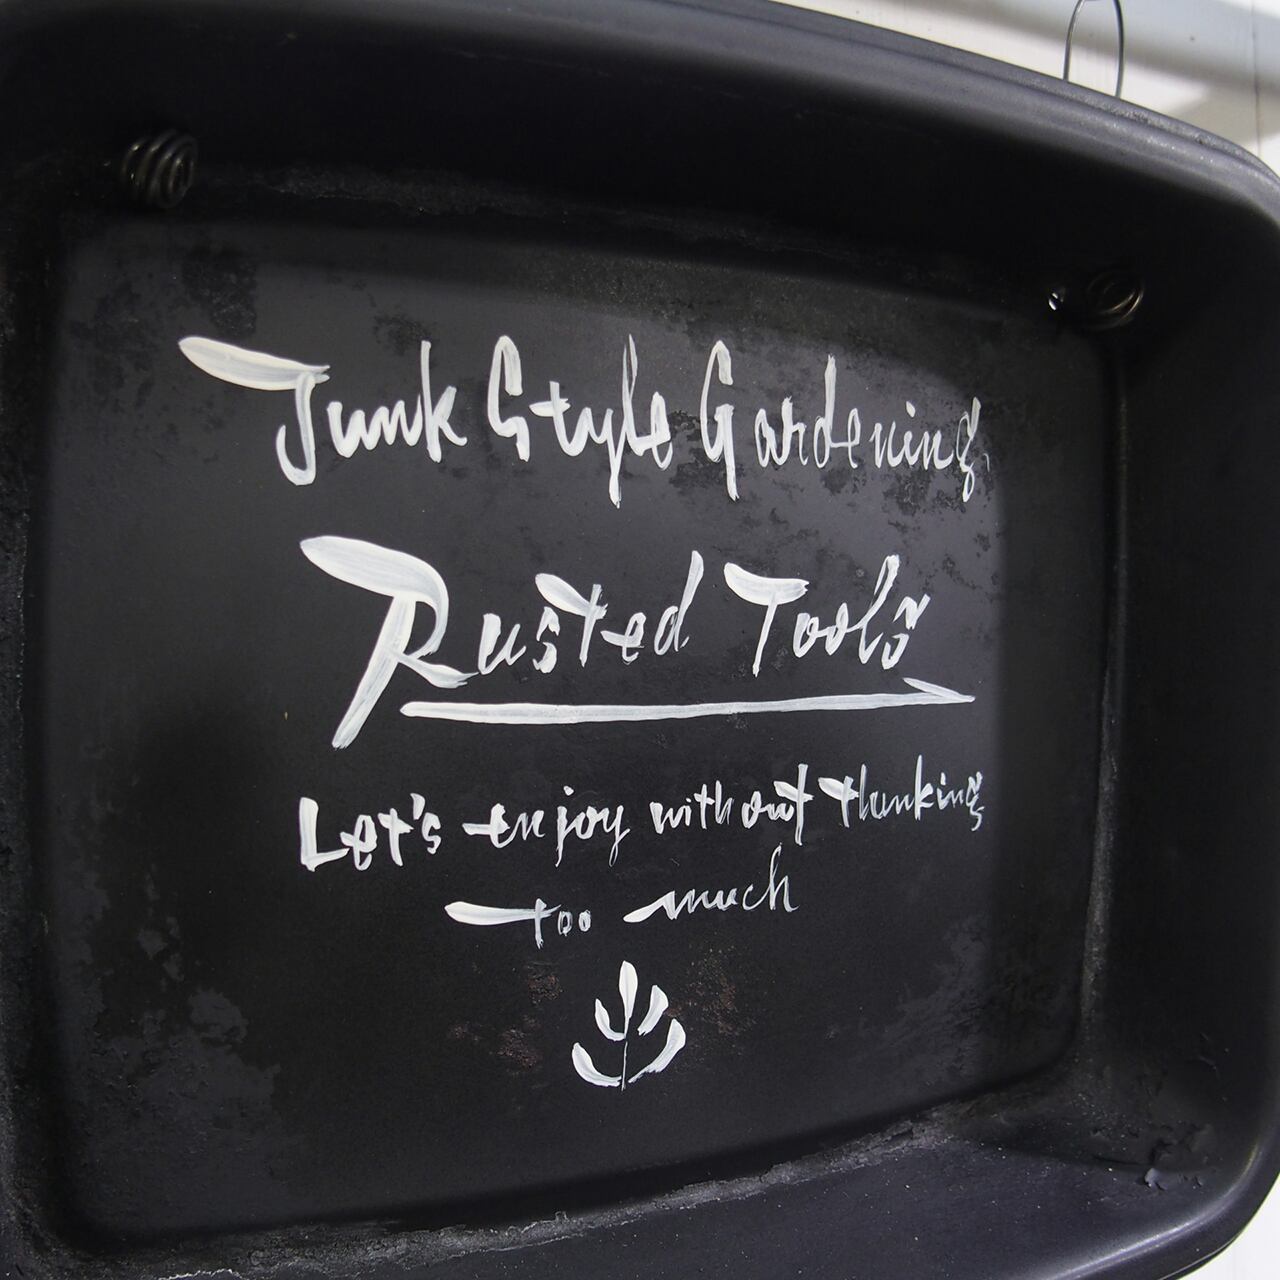 Junk Style Gardening
Rusted Tools
Let's enjoy without thinking
too much